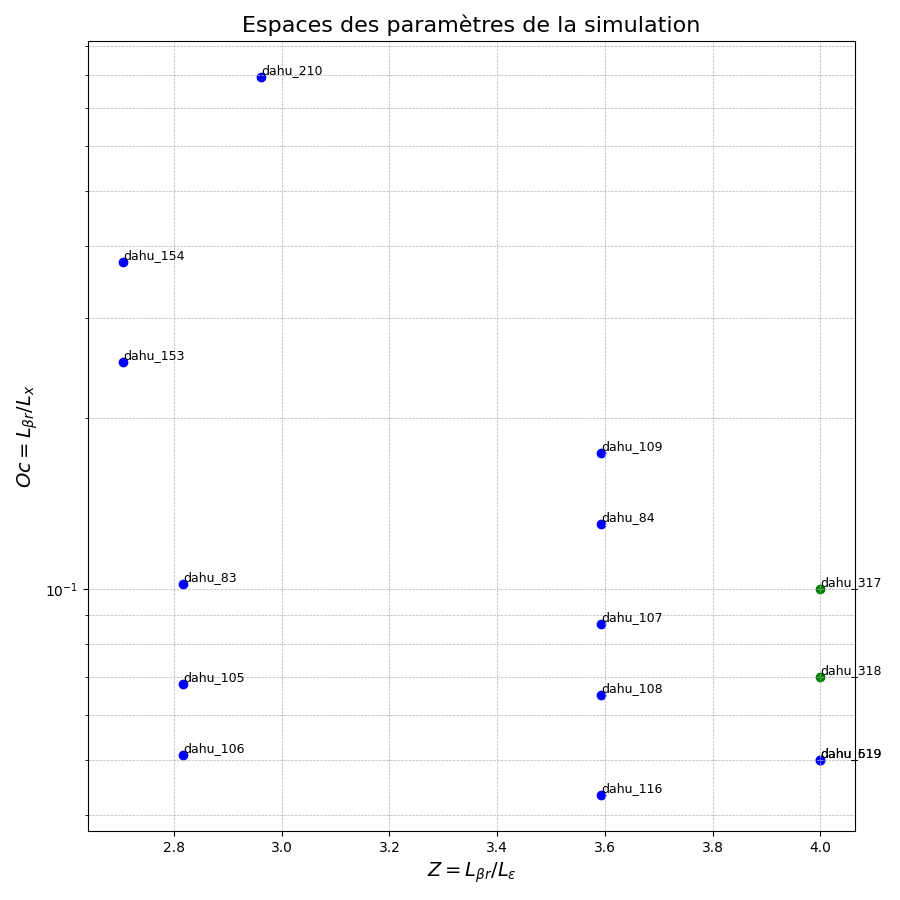 Espaces des paramètres de la simulation
dahu_210
dahu_154
dahu_153
dahu_109
dahu_84
dahu_83
dahu_317
dahu_107
dahu_318
dahu_105
dahu_108
dahu_106
dahu_116
10⁻¹
Oc = L_βr/L_x
2.8 3.0 3.2 3.4 3.6 3.8 4.0
Z = L_βr/L_ε